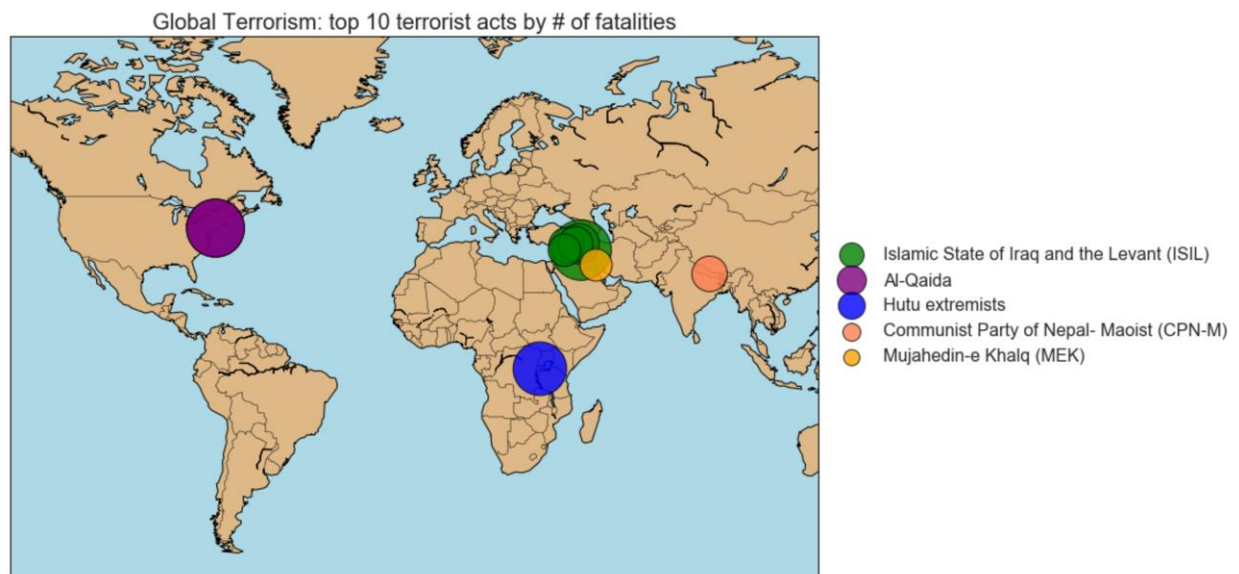 Global Terrorism: top 10 terrorist acts by # of fatalities
Islamic State of Iraq and the Levant (ISIL)
Al-Qaida
Hutu extremists
Communist Party of Nepal- Maoist (CPN-M)
Mujahedin-e Khalq (MEK)